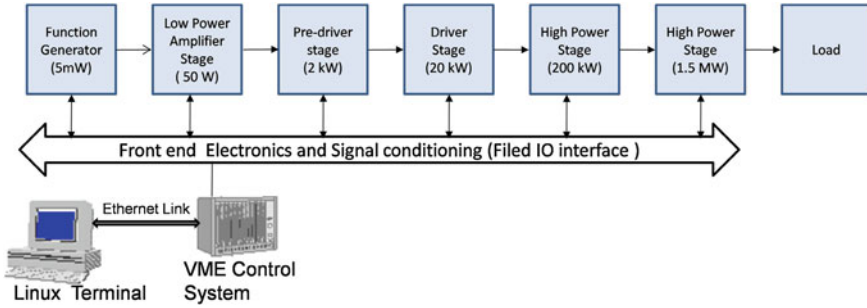 Function
Generator
(5mW)
Low Power
Amplifier
Stage
( 50 W)
Pre-driver
stage
(2 kW)
Driver
Stage
(20 kW)
High Power
Stage
(200 kW)
High Power
Stage
(1.5 MW)
Load
Front end Electronics and Signal conditioning (Filed IO interface )
Ethernet Link
Linux Terminal
VME Control
System